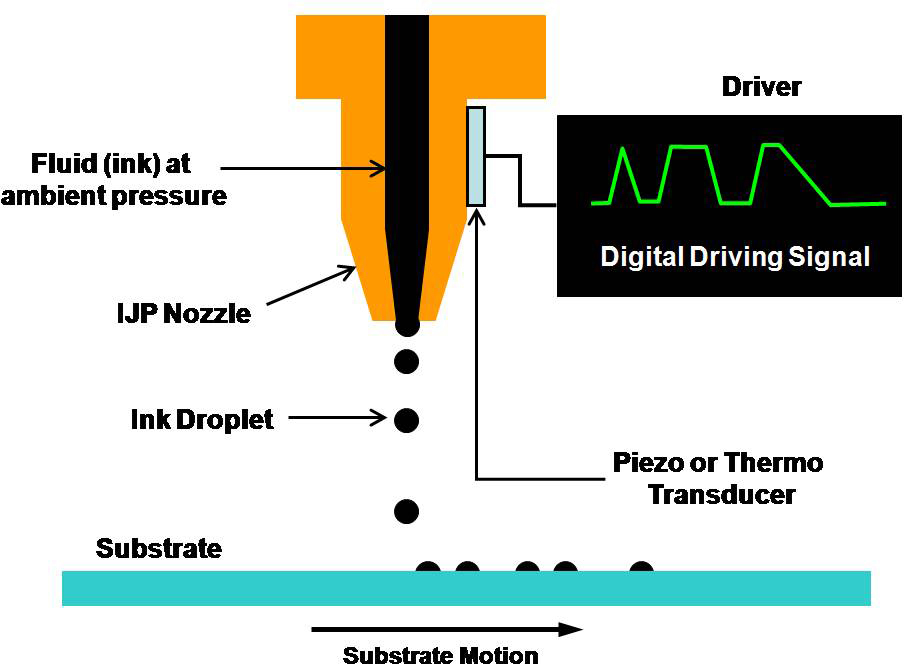 Driver
Fluid (ink) at
ambient pressure
Digital Driving Signal
IJP Nozzle
Ink Droplet
Piezo or Thermo
Transducer
Substrate
Substrate Motion